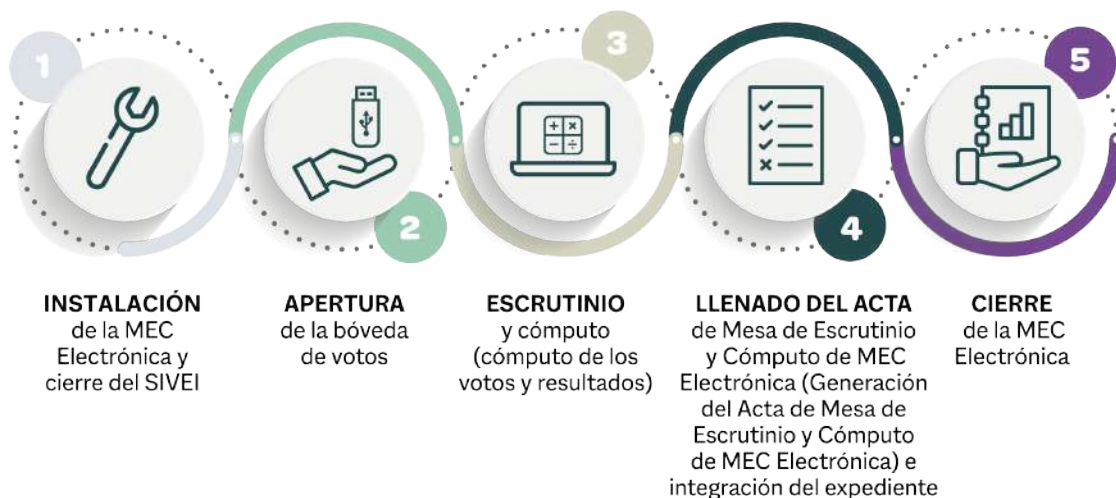 1
2
3
4
5
INSTALACIÓN
de la MEC
Electrónica y
cierre del SIVEI
APERTURA
de la bóveda
de votos
ESCRUTINIO
y cómputo
(cómputo de los
votos y resultados)
LLENADO DEL ACTA
de Mesa de Escrutinio
y Cómputo de MEC
Electrónica (Generación
del Acta de Mesa de
Escrutinio y Cómputo
de MEC Electrónica) e
integración del expediente
CIERRE
de la MEC
Electrónica